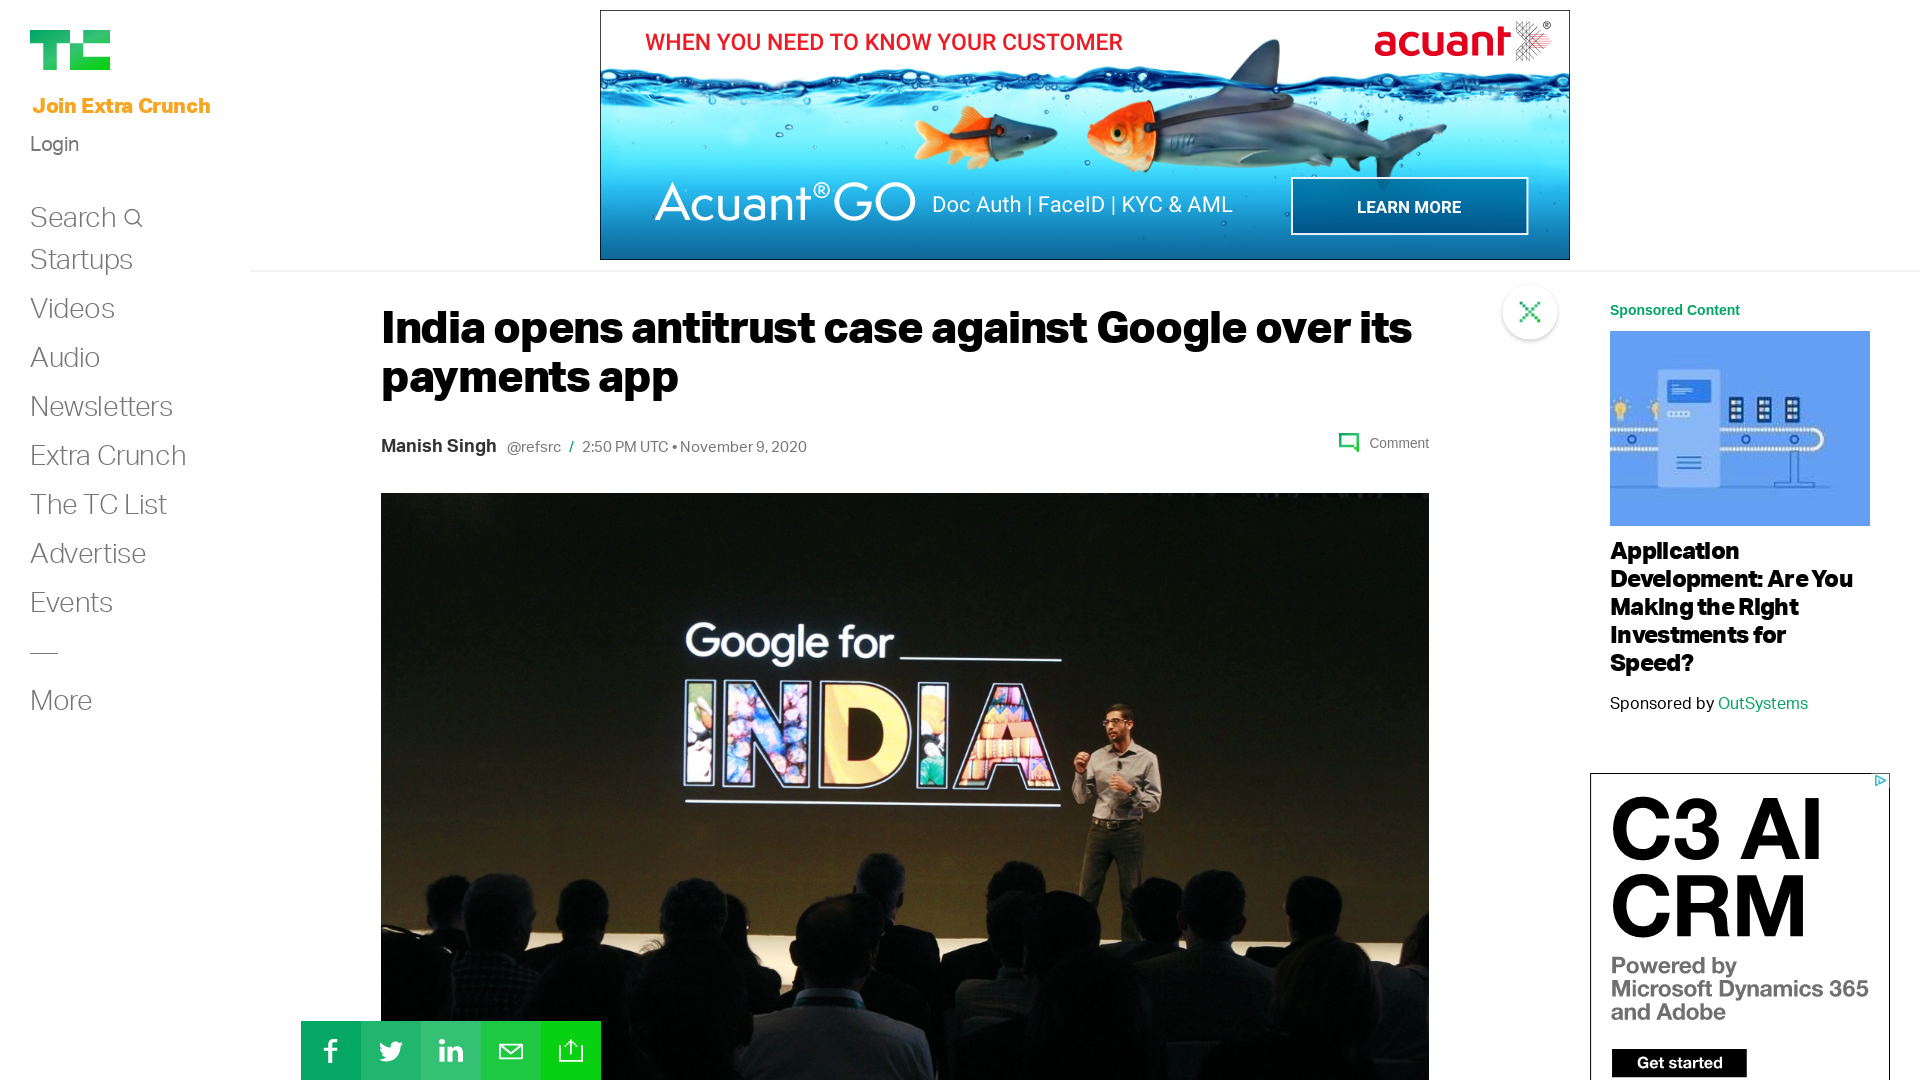 TC
Join Extra Crunch
Login
Search
Startups
Videos
Audio
Newsletters
Extra Crunch
The TC List
Advertise
Events
More
WHEN YOU NEED TO KNOW YOUR CUSTOMER
acuant®
Acuant®GO Doc Auth | FaceID | KYC & AML
LEARN MORE
India opens antitrust case against Google over its
payments app
Manish Singh @refsrc / 2:50 PM UTC • November 9, 2020
Comment
Google for
INDIA
Sponsored Content
Application
Development: Are You
Making the Right
Investments for
Speed?
Sponsored by OutSystems
C3 AI
CRM
Powered by
Microsoft Dynamics 365
and Adobe
Get started